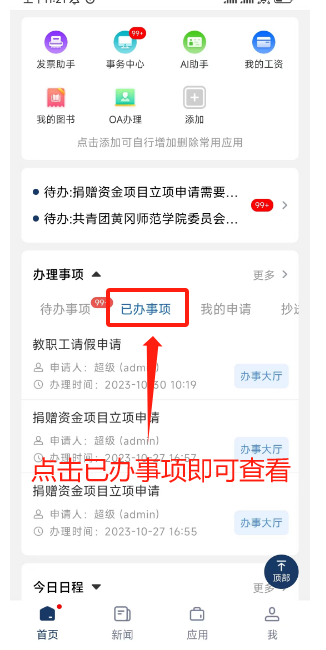 99+
发票助手 事务中心 AI助手 我的工资
我的图书 OA办理 添加
点击添加可自行增加删除常用应用
待办:捐赠资金项目立项申请需要...
99+
待办:共青团黄冈师范学院委员会...
办理事项 更多
待办事项 99+ 已办事项 我的申请 抄送
教职工请假申请
申请人：超级 (admin)
办理时间：2023-10-30 10:19
办事大厅
捐赠资金项目立项申请
申请人：超级 (admin)
办理时间：2023-10-27 16:57
办事大厅
点击已办事项即可查看
捐赠资金项目立项申请
申请人：超级 (admin)
办理时间：2023-10-27 16:55
办事大厅
顶部
今日日程 更多
首页 新闻 应用 我